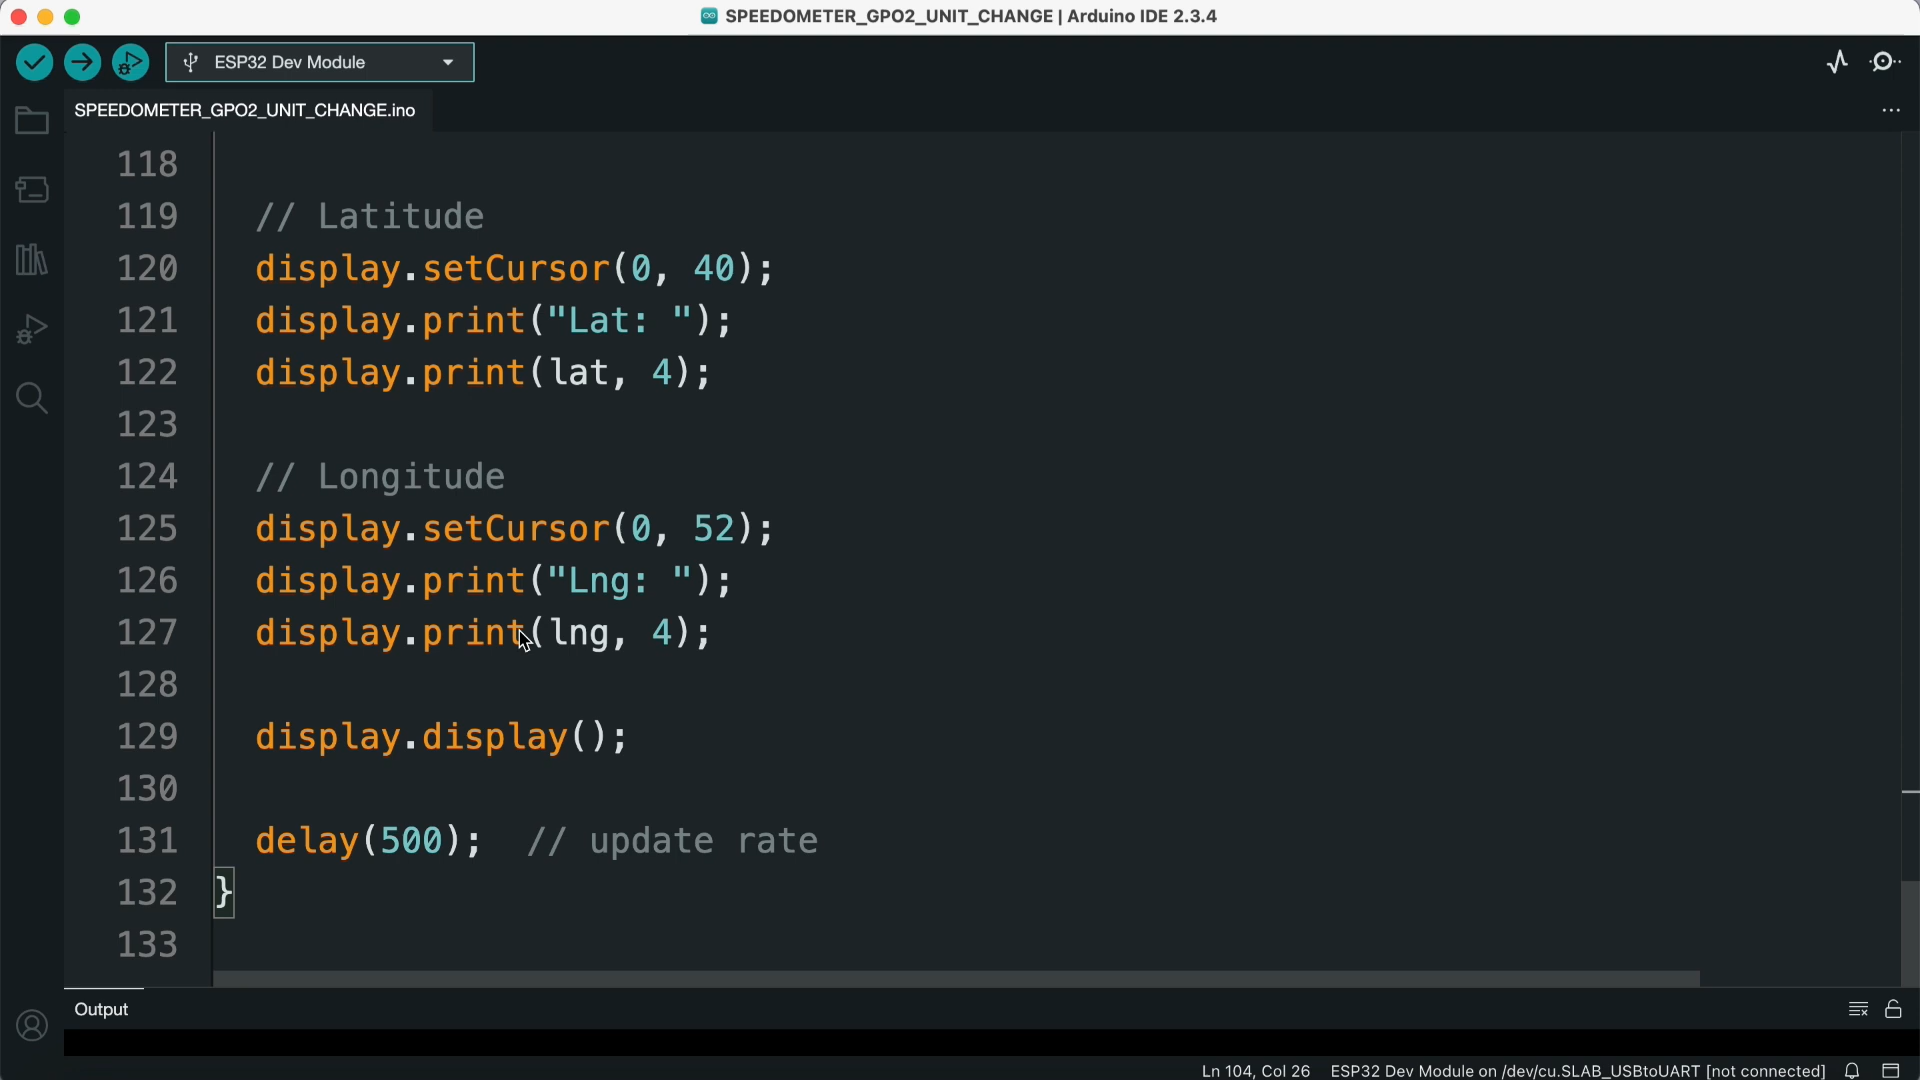 SPEEDOMETER_GPO2_UNIT_CHANGE | Arduino IDE 2.3.4
ESP32 Dev Module
SPEEDOMETER_GPO2_UNIT_CHANGE.ino
118
119 // Latitude
120 display.setCursor(0, 40);
121 display.print("Lat: ");
122 display.print(lat, 4);
123
124 // Longitude
125 display.setCursor(0, 52);
126 display.print("Lng: ");
127 display.print(lng, 4);
128
129 display.display();
130
131 delay(500);  // update rate
132 }
133
Output
Ln 104, Col 26 ESP32 Dev Module on /dev/cu.SLAB_USBtoUART [not connected]